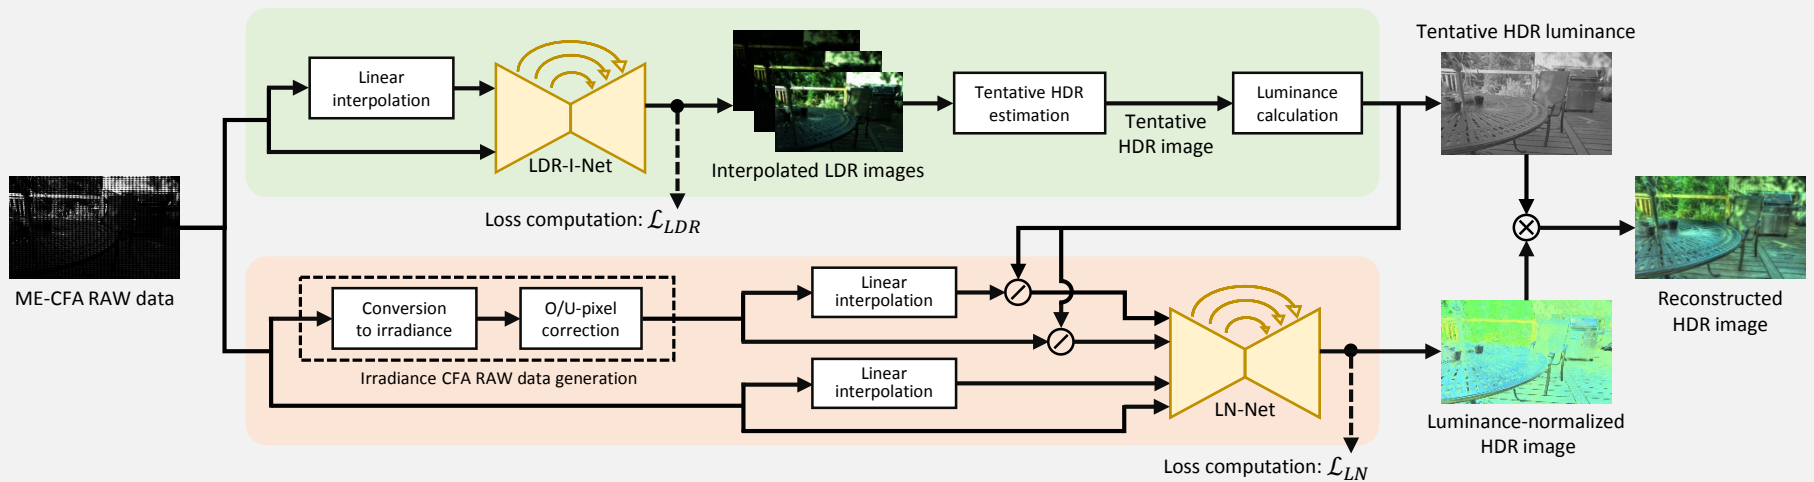 Tentative HDR luminance
Linear
interpolation
LDR-I-Net
Interpolated LDR images
Tentative HDR
estimation
Tentative
HDR image
Luminance
calculation
Loss computation: ℒ_LDR
ME-CFA RAW data
Conversion
to irradiance
O/U-pixel
correction
Irradiance CFA RAW data generation
Linear
interpolation
Linear
interpolation
LN-Net
Loss computation: ℒ_LN
Luminance-normalized
HDR image
Reconstructed
HDR image